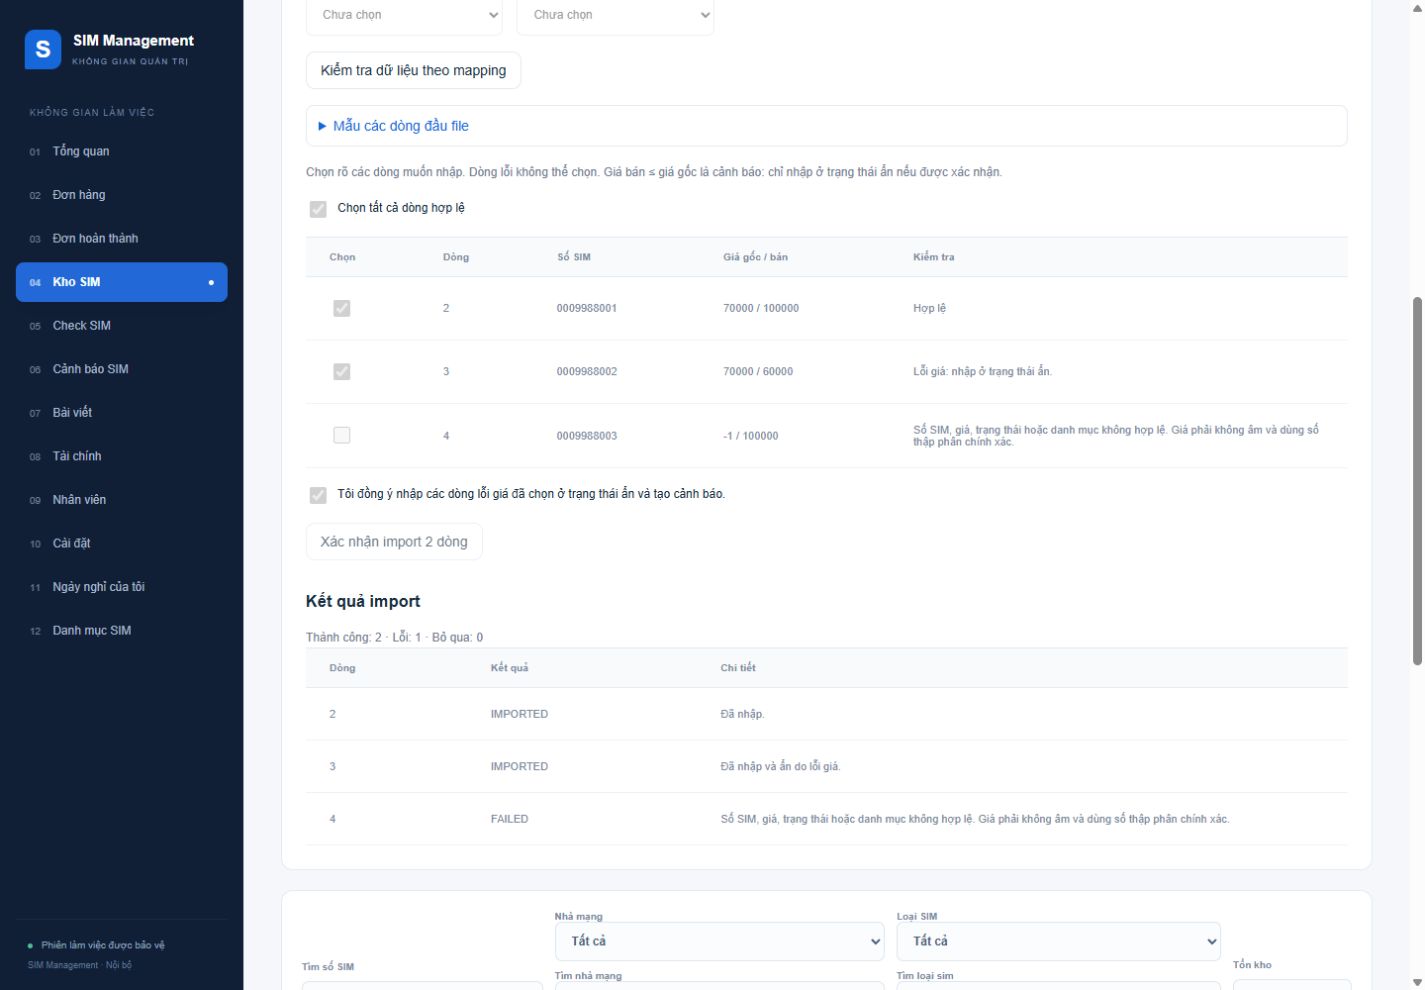 S
SIM Management
KHÔNG GIAN QUẢN TRỊ
KHÔNG GIAN LÀM VIỆC
01 Tổng quan
02 Đơn hàng
03 Đơn hoàn thành
04 Kho SIM
05 Check SIM
06 Cảnh báo SIM
07 Bài viết
08 Tài chính
09 Nhân viên
10 Cài đặt
11 Ngày nghỉ của tôi
12 Danh mục SIM
Phiên làm việc được bảo vệ
SIM Management · Nội bộ
Chưa chọn Chưa chọn
Kiểm tra dữ liệu theo mapping
Mẫu các dòng đầu file
Chọn rõ các dòng muốn nhập. Dòng lỗi không thể chọn. Giá bán ≤ giá gốc là cảnh báo: chỉ nhập ở trạng thái ẩn nếu được xác nhận.
Chọn tất cả dòng hợp lệ
Chọn Dòng Số SIM Giá gốc / bán Kiểm tra
2 0009988001 70000 / 100000 Hợp lệ
3 0009988002 70000 / 60000 Lỗi giá: nhập ở trạng thái ẩn.
4 0009988003 -1 / 100000 Số SIM, giá, trạng thái hoặc danh mục không hợp lệ. Giá phải không âm và dùng số
thập phân chính xác.
Tôi đồng ý nhập các dòng lỗi giá đã chọn ở trạng thái ẩn và tạo cảnh báo.
Xác nhận import 2 dòng
Kết quả import
Thành công: 2 · Lỗi: 1 · Bỏ qua: 0
Dòng Kết quả Chi tiết
2 IMPORTED Đã nhập.
3 IMPORTED Đã nhập và ẩn do lỗi giá.
4 FAILED Số SIM, giá, trạng thái hoặc danh mục không hợp lệ. Giá phải không âm và dùng số thập phân chính xác.
Nhà mạng Loại SIM
Tất cả Tất cả
Tìm số SIM Tìm nhà mạng Tìm loại sim Tồn kho